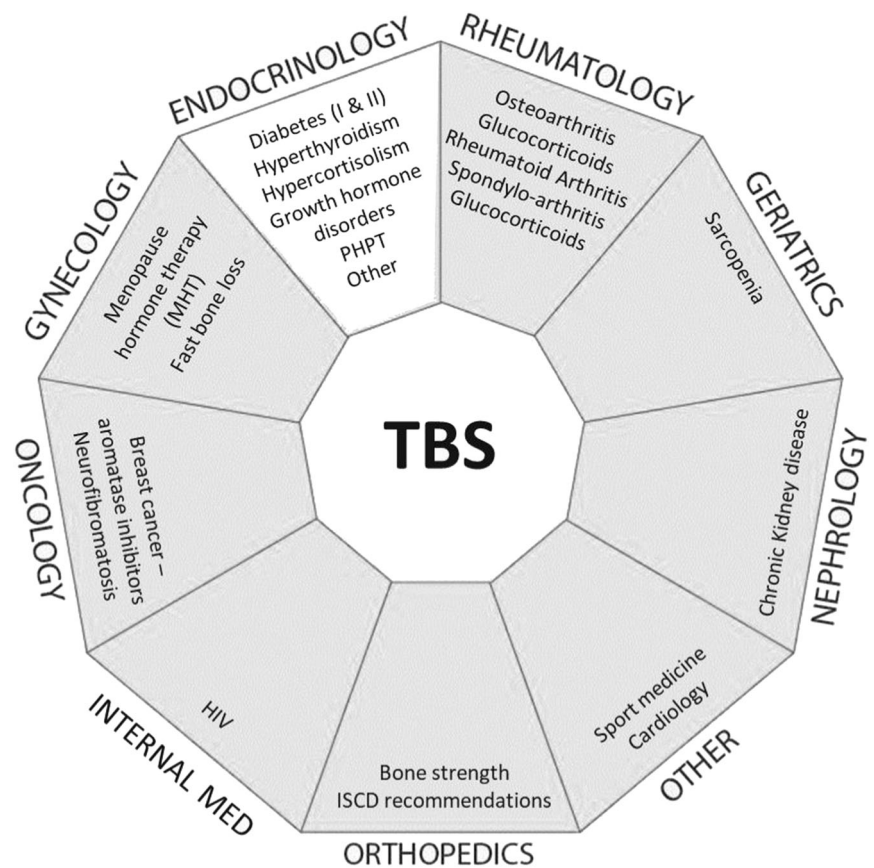 ENDOCRINOLOGY
Diabetes (I & II)
Hyperthyroidism
Hypercortisolism
Growth hormone
disorders
PHPT
Other
RHEUMATOLOGY
Osteoarthritis
Glucocorticoids
Rheumatoid Arthritis
Spondylo-arthritis
Glucocorticoids
GERIATRICS
Sarcopenia
NEPHROLOGY
Chronic Kidney disease
OTHER
Sport medicine
Cardiology
ORTHOPEDICS
Bone strength
ISCD recommendations
INTERNAL MED
HIV
ONCOLOGY
Breast cancer –
aromatase inhibitors
Neurofibromatosis
GYNECOLOGY
Menopause
hormone therapy
(MHT)
Fast bone loss
TBS